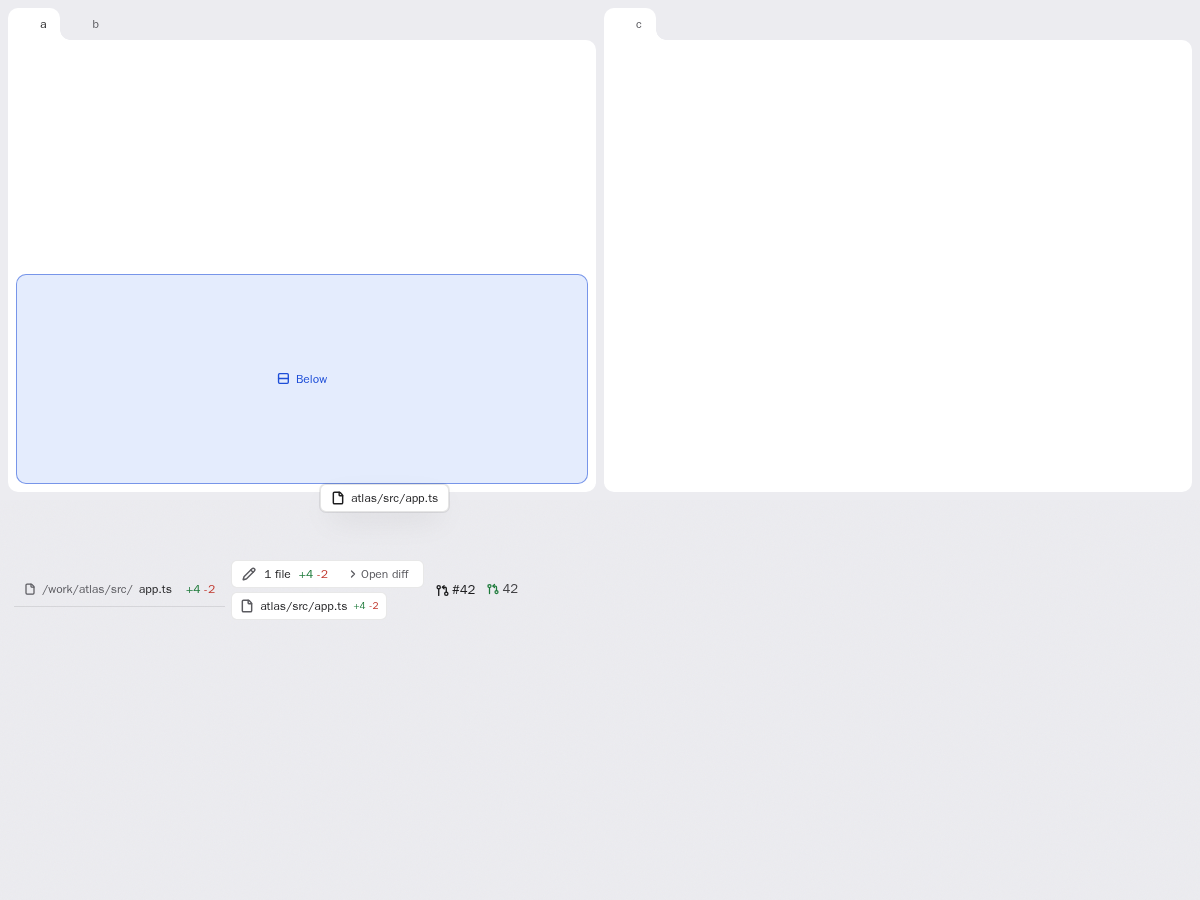 a b c
Below
atlas/src/app.ts
/work/atlas/src/ app.ts +4 -2
1 file +4 -2 Open diff
atlas/src/app.ts +4 -2
#42 42